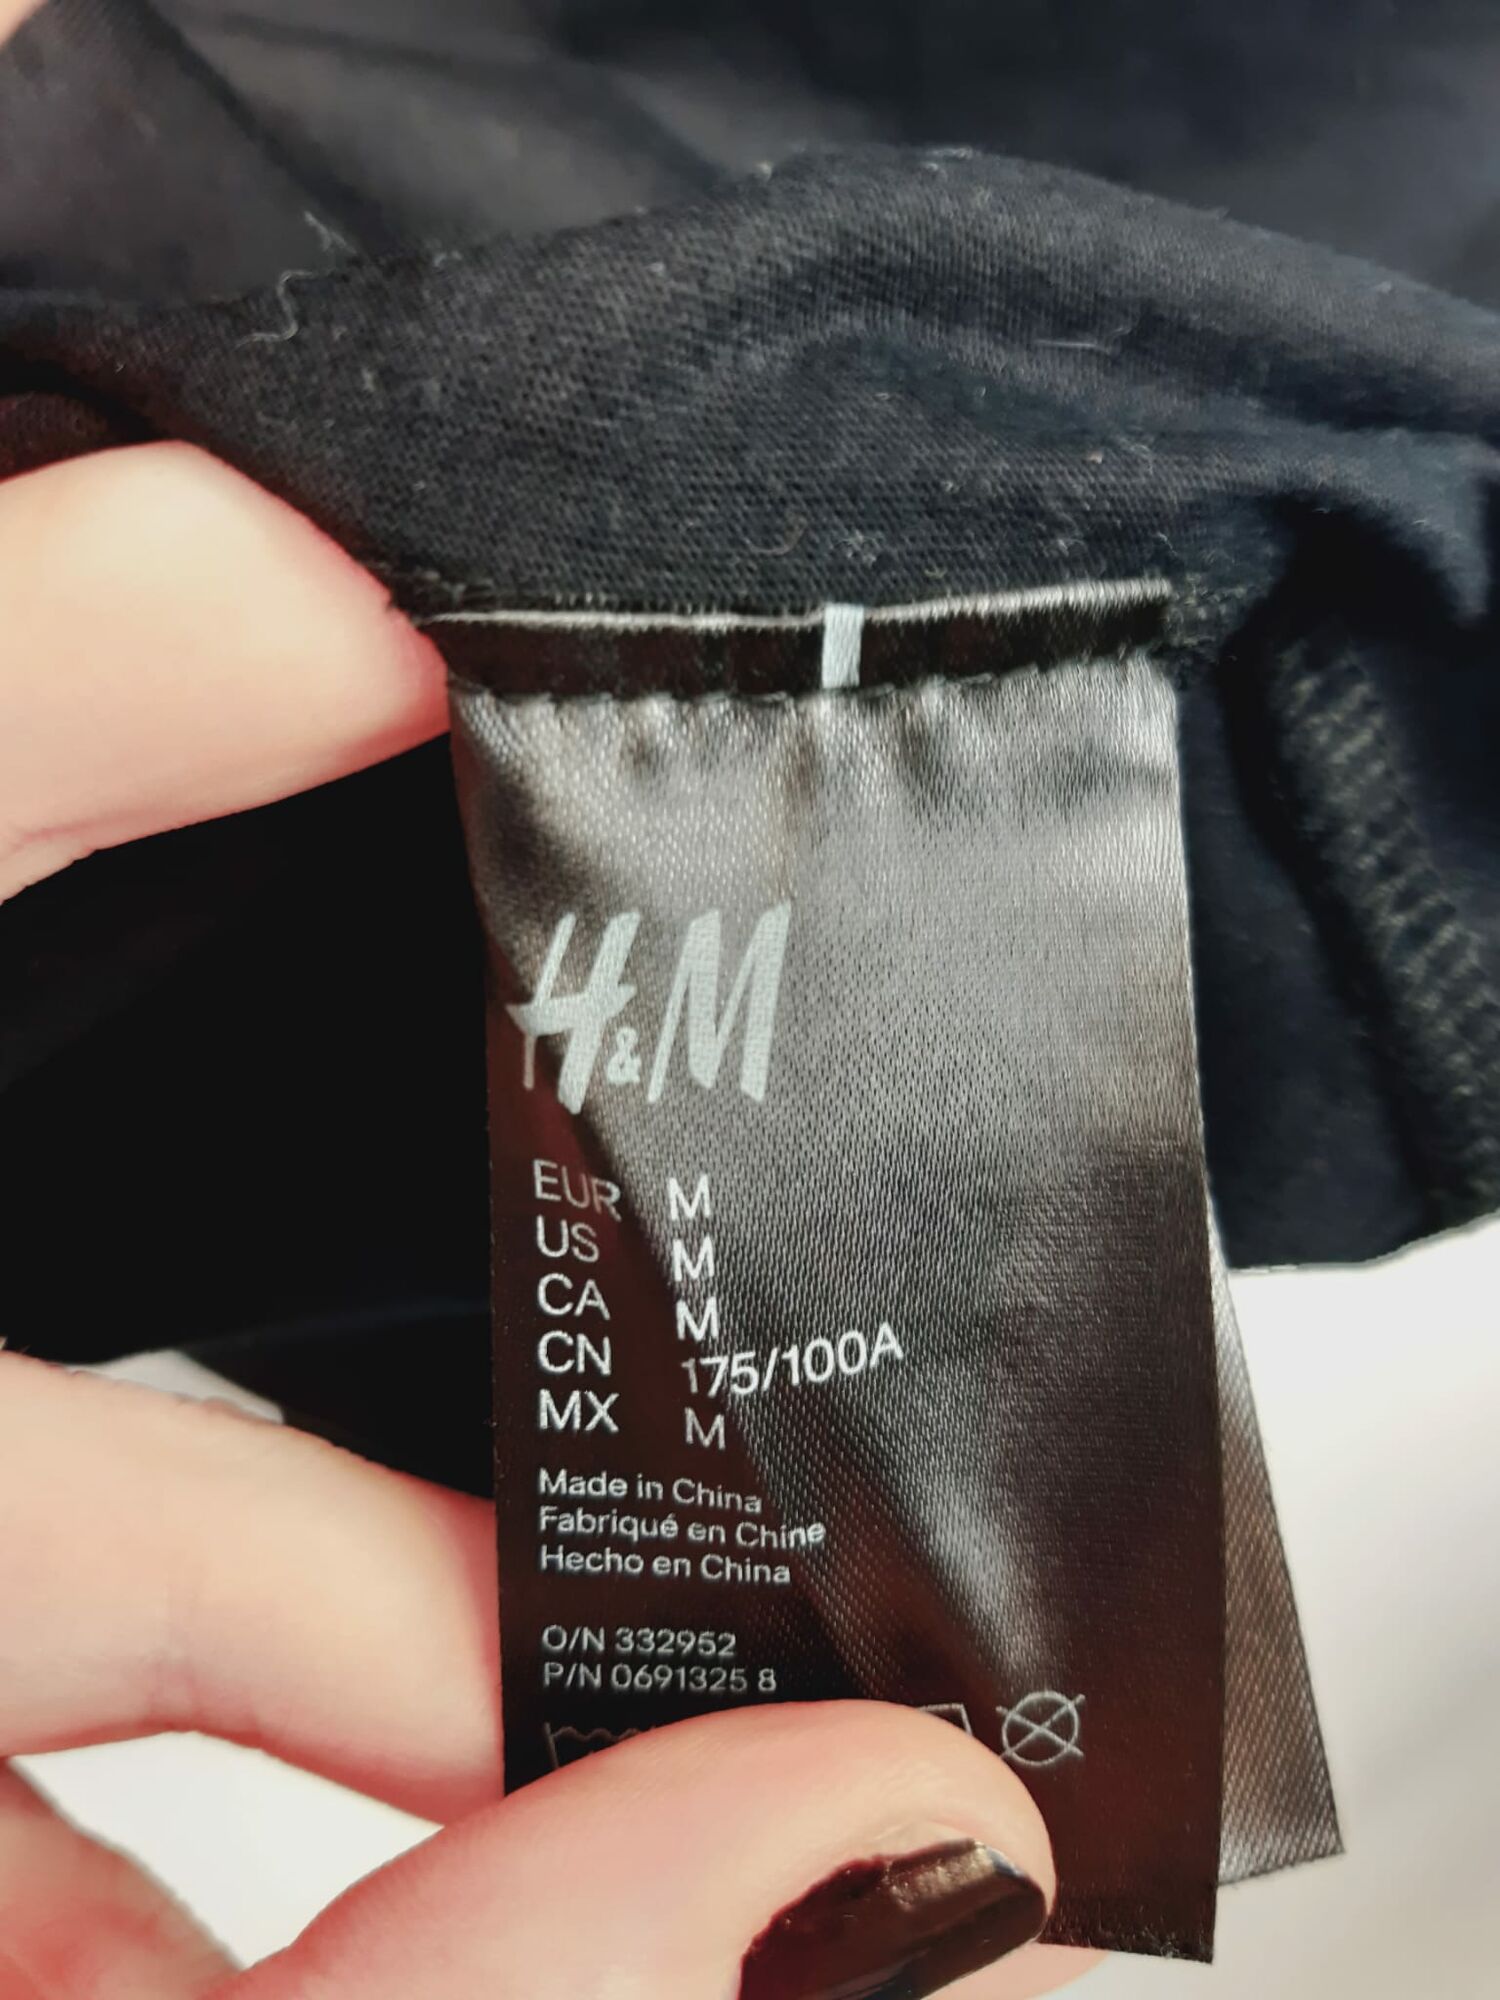 H&M
EUR M
US M
CA M
CN 175/100A
MX M
Made in China
Fabriqué en Chine
Hecho en China
O/N 332952
P/N 0691325 8